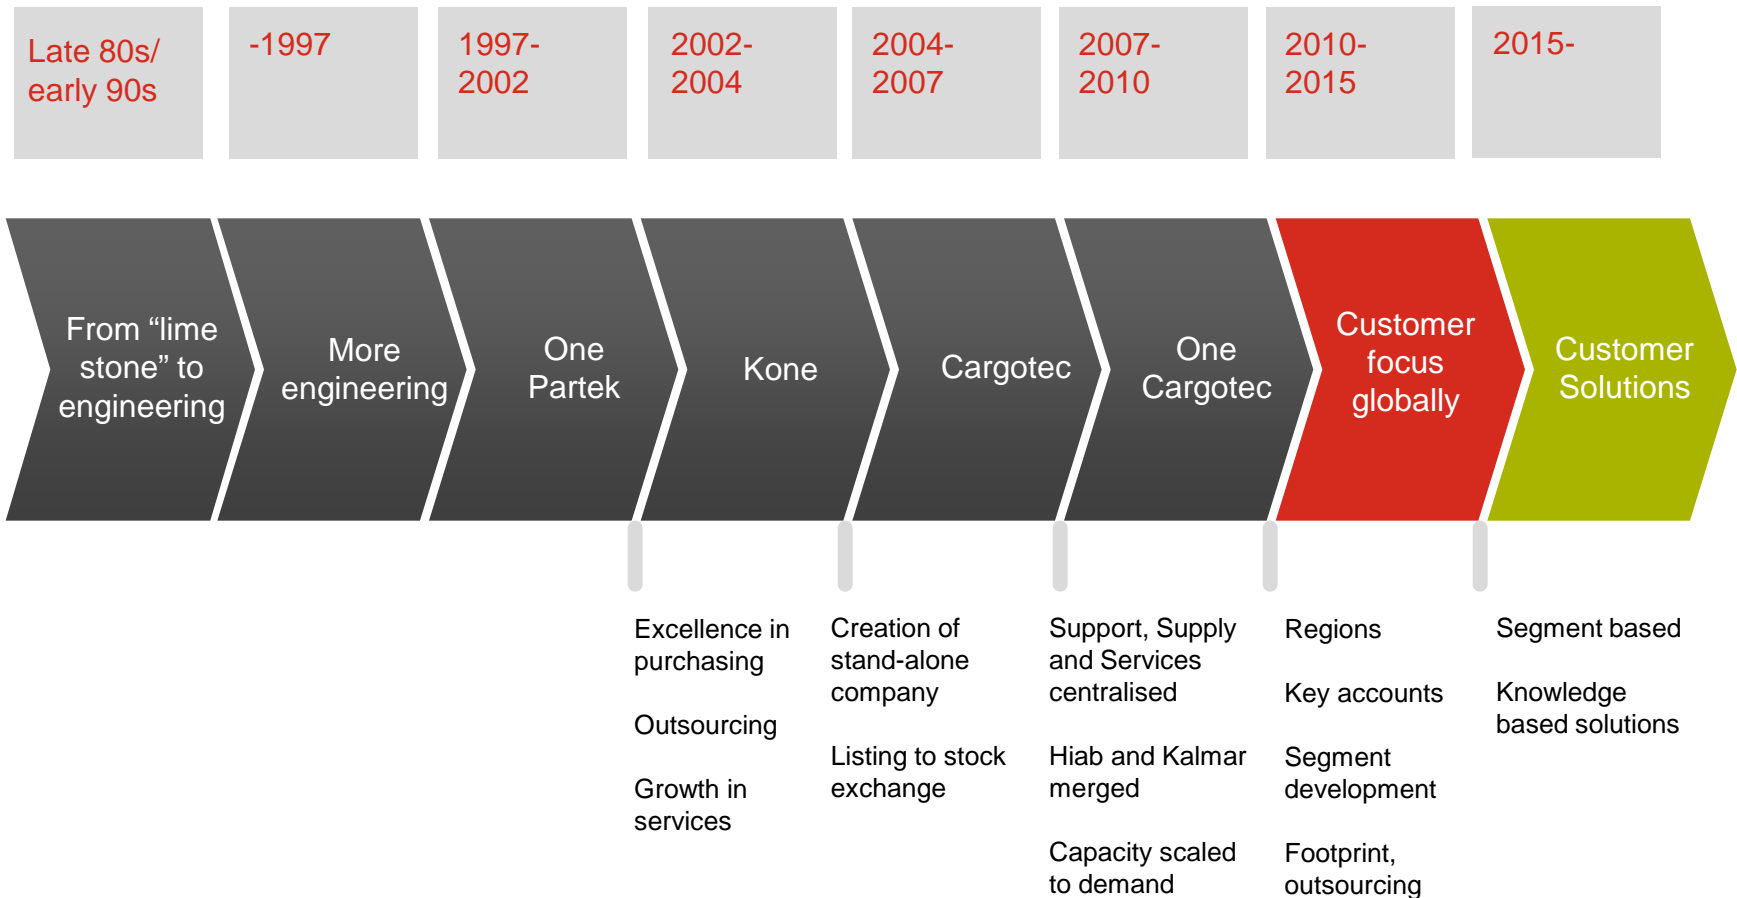 Late 80s/
early 90s
-1997
1997-
2002
2002-
2004
2004-
2007
2007-
2010
2010-
2015
2015-
From “lime
stone” to
engineering
More
engineering
One
Partek
Kone
Cargotec
One
Cargotec
Customer
focus
globally
Customer
Solutions
Excellence in
purchasing
Outsourcing
Growth in
services
Creation of
stand-alone
company
Listing to stock
exchange
Support, Supply
and Services
centralised
Hiab and Kalmar
merged
Capacity scaled
to demand
Regions
Key accounts
Segment
development
Footprint,
outsourcing
Segment based
Knowledge
based solutions